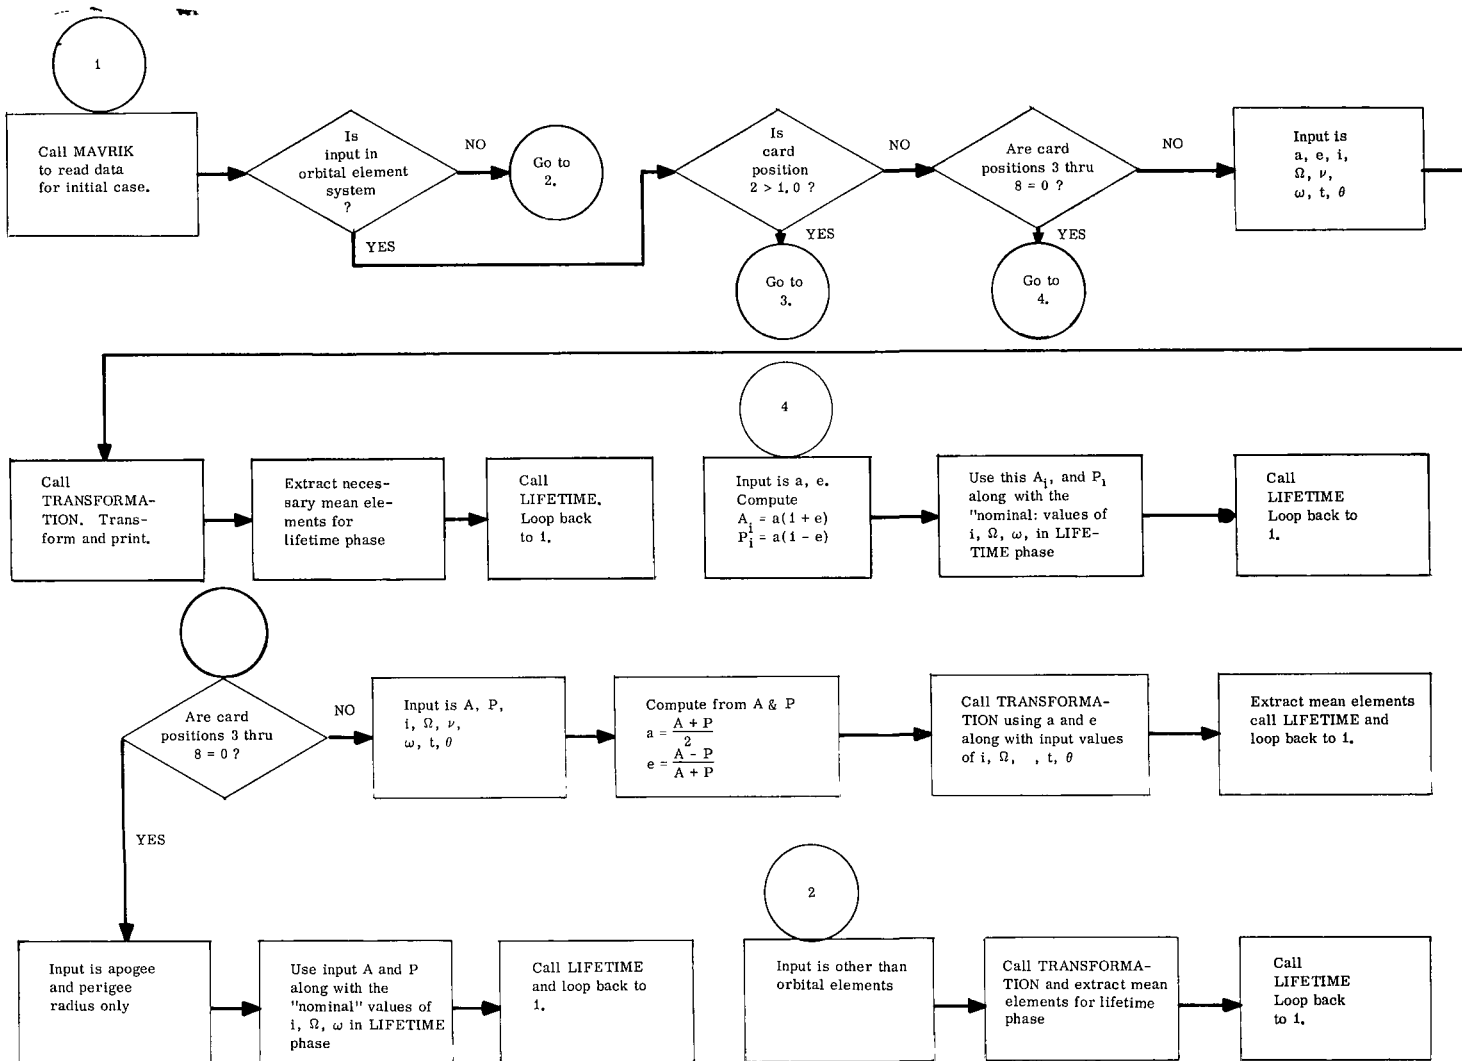 1
Call MAVRIK
to read data
for initial case.
Is
input in
orbital element
system
?
NO
YES
Go to
2.
Is
card
position
2 > 1.0 ?
NO
YES
Go to
3.
Are card
positions 3 thru
8 = 0 ?
NO
YES
Go to
4.
Input is
a, e, i,
Ω, ν,
ω, t, θ
Call
TRANSFORMA-
TION. Trans-
form and print.
Extract neces-
sary mean ele-
ments for
lifetime phase
Call
LIFETIME.
Loop back
to 1.
4
Input is a, e.
Compute
A_i = a(1 + e)
P_i = a(1 - e)
Use this A_i, and P_i
along with the
"nominal: values of
i, Ω, ω, in LIFE-
TIME phase
Call
LIFETIME
Loop back to
1.
Are card
positions 3 thru
8 = 0 ?
NO
YES
Input is A, P,
i, Ω, ν,
ω, t, θ
Compute from A & P
a = A + P / 2
e = A - P / A + P
Call TRANSFORMA-
TION using a and e
along with input values
of i, Ω, , t, θ
Extract mean elements
call LIFETIME and
loop back to 1.
Input is apogee
and perigee
radius only
Use input A and P
along with the
"nominal" values of
i, Ω, ω in LIFETIME
phase
Call LIFETIME
and loop back to
1.
2
Input is other than
orbital elements
Call TRANSFORMA-
TION and extract mean
elements for lifetime
phase
Call
LIFETIME
Loop back
to 1.